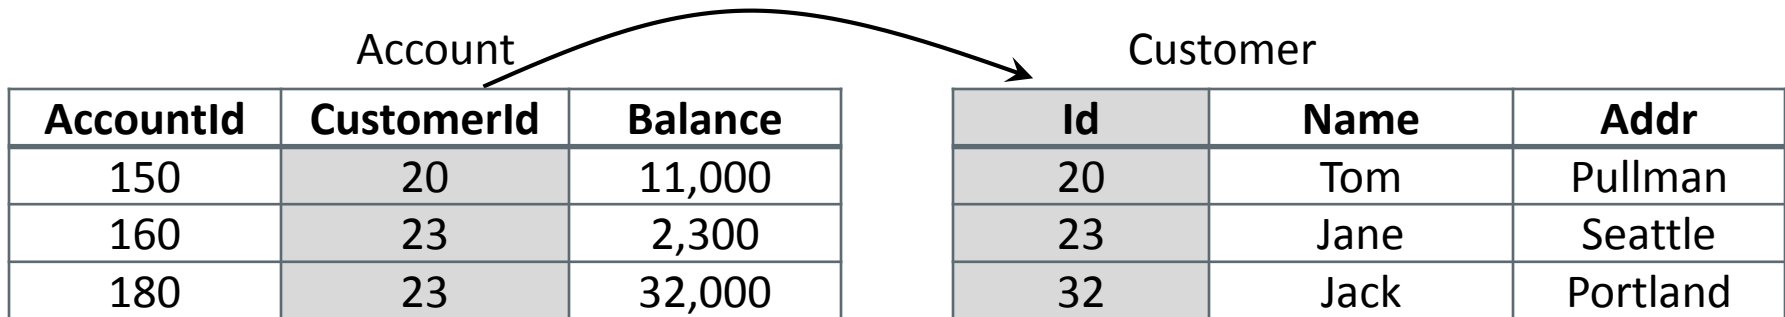 Account Customer
AccountId CustomerId Balance Id Name Addr
150 20 11,000 20 Tom Pullman
160 23 2,300 23 Jane Seattle
180 23 32,000 32 Jack Portland